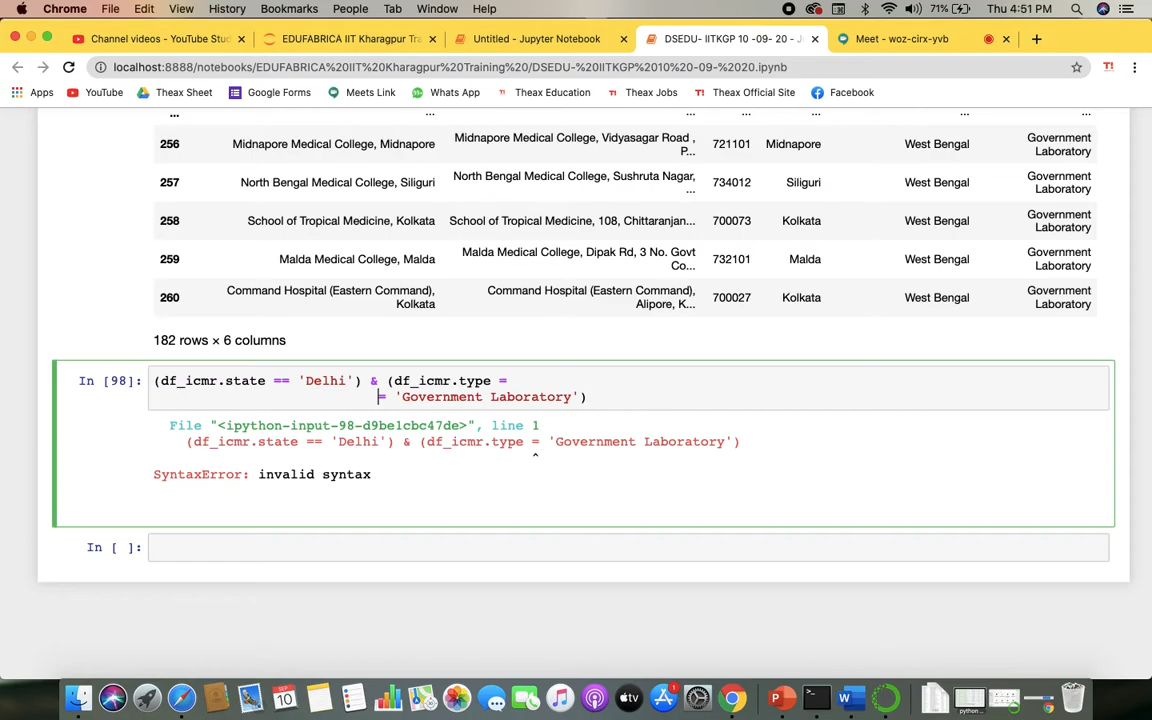 Chrome File Edit View History Bookmarks People Tab Window Help 71% Thu 4:51 PM
Channel videos - YouTube Stud × EDUFABRICA IIT Kharagpur Tra × Untitled - Jupyter Notebook × DSEDU- IITKGP 10 -09- 20 - J × Meet - woz-cirx-yvb × +
localhost:8888/notebooks/EDUFABRICA%20IIT%20Kharagpur%20Training%20/DSEDU-%20IITKGP%2010%20-09-%2020.ipynb T!
Apps YouTube Theax Sheet Google Forms Meets Link Whats App Theax Education Theax Jobs Theax Official Site Facebook
... ... ... ... ... ... ...
256 Midnapore Medical College, Midnapore Midnapore Medical College, Vidyasagar Road , P... 721101 Midnapore West Bengal Government Laboratory
257 North Bengal Medical College, Siliguri North Bengal Medical College, Sushruta Nagar, ... 734012 Siliguri West Bengal Government Laboratory
258 School of Tropical Medicine, Kolkata School of Tropical Medicine, 108, Chittaranjan... 700073 Kolkata West Bengal Government Laboratory
259 Malda Medical College, Malda Malda Medical College, Dipak Rd, 3 No. Govt Co... 732101 Malda West Bengal Government Laboratory
260 Command Hospital (Eastern Command), Kolkata Command Hospital (Eastern Command), Alipore, K... 700027 Kolkata West Bengal Government Laboratory
182 rows × 6 columns
In [98]: (df_icmr.state == 'Delhi') & (df_icmr.type =
= 'Government Laboratory')
File "<ipython-input-98-d9be1cbc47de>", line 1
(df_icmr.state == 'Delhi') & (df_icmr.type = 'Government Laboratory')
^
SyntaxError: invalid syntax
In [ ]: